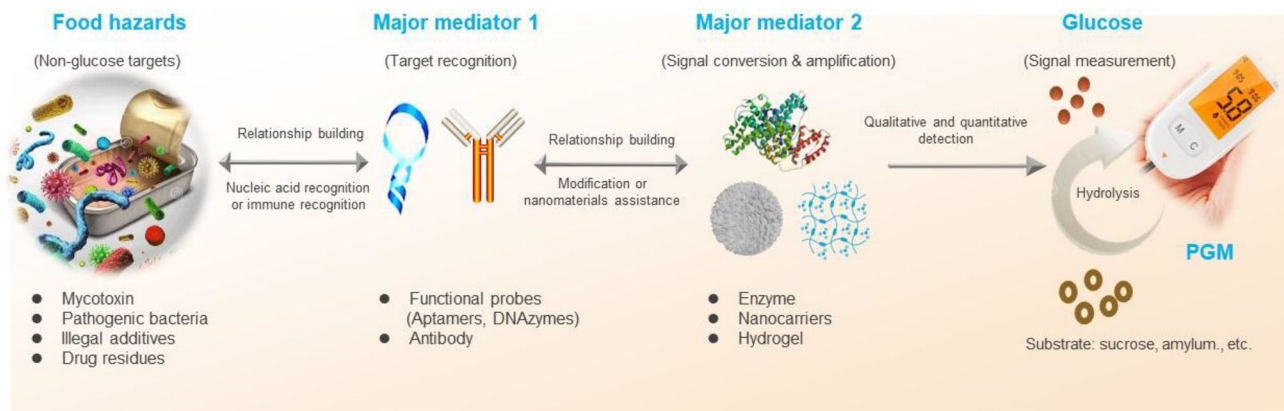 Food hazards
(Non-glucose targets)
Major mediator 1
(Target recognition)
Major mediator 2
(Signal conversion & amplification)
Glucose
(Signal measurement)
Relationship building
Nucleic acid recognition
or immune recognition
Relationship building
Modification or
nanomaterials assistance
Qualitative and quantitative
detection
5.8
M
C
Hydrolysis
PGM
● Mycotoxin
● Pathogenic bacteria
● Illegal additives
● Drug residues
● Functional probes
(Aptamers, DNAzymes)
● Antibody
● Enzyme
● Nanocarriers
● Hydrogel
Substrate: sucrose, amylum., etc.